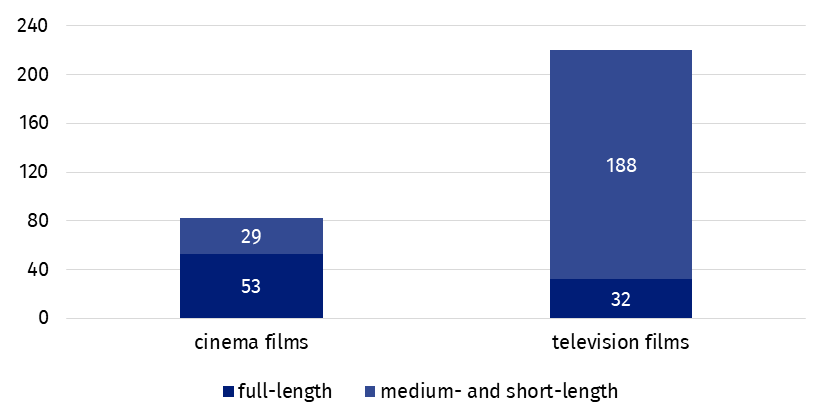 240
200
160
120
80
40
0
188
29
53
32
cinema films
television films
full-length
medium- and short-length